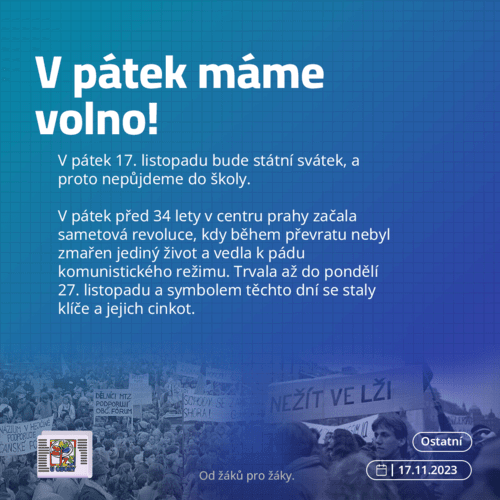 V pátek máme
volno!
V pátek 17. listopadu bude státní svátek, a
proto nepůjdeme do školy.
V pátek před 34 lety v centru prahy začala
sametová revoluce, kdy během převratu nebyl
zmařen jediný život a vedla k pádu
komunistického režimu. Trvala až do pondělí
27. listopadu a symbolem těchto dní se staly
klíče a jejich cinkot.
DĚLNÍCI MTZ
PODPORUJÍ
OBČ. FÓRUM
NEŽÍT VE LŽI
PODPORU
Ostatní
17.11.2023
Od žáků pro žáky.